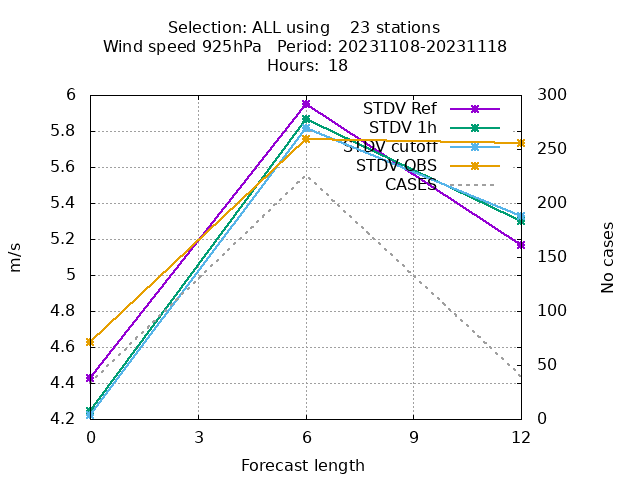 Selection: ALL using    23 stations
Wind speed 925hPa   Period: 20231108-20231118
Hours:  18
STDV Ref
STDV 1h
STDV cutoff
STDV OBS
CASES
6
5.8
5.6
5.4
5.2
5
4.8
4.6
4.4
4.2
300
250
200
150
100
50
0
0 3 6 9 12
m/s
No cases
Forecast length